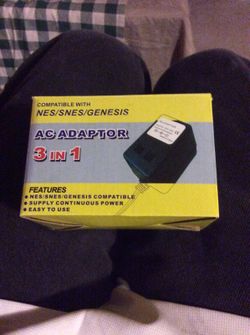 COMPATIBLE WITH
NES/SNES/GENESIS
AC ADAPTOR
3 IN 1
FEATURES
• NES/SNES/GENESIS COMPATIBLE
• SUPPLY CONTINUOUS POWER
• EASY TO USE